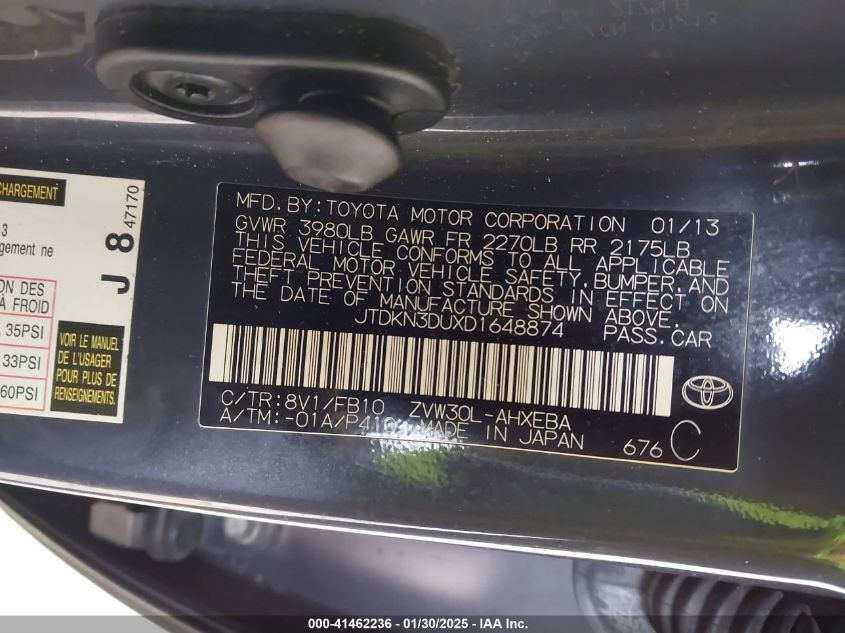 01/13
CHARGEMENT
3
gement ne
J 8 47170
ON DES
À FROID
35PSI
33PSI
60PSI
VOIR LE MANUEL
DE L'USAGER
POUR PLUS DE
RENSEIGNEMENTS.
MFD. BY: TOYOTA MOTOR CORPORATION 01/13
GVWR 3980LB GAWR FR 2270LB RR 2175LB
THIS VEHICLE CONFORMS TO ALL APPLICABLE
FEDERAL MOTOR VEHICLE SAFETY, BUMPER, AND
THEFT PREVENTION STANDARDS IN EFFECT ON
THE DATE OF MANUFACTURE SHOWN ABOVE.
JTDKN3DUXD1648874 PASS. CAR
C/TR: 8V1/FB10 ZVW30L-AHXEBA
A/TM: -01A/P410 MADE IN JAPAN
676 C
000-41462236 - 01/30/2025 - IAA Inc.